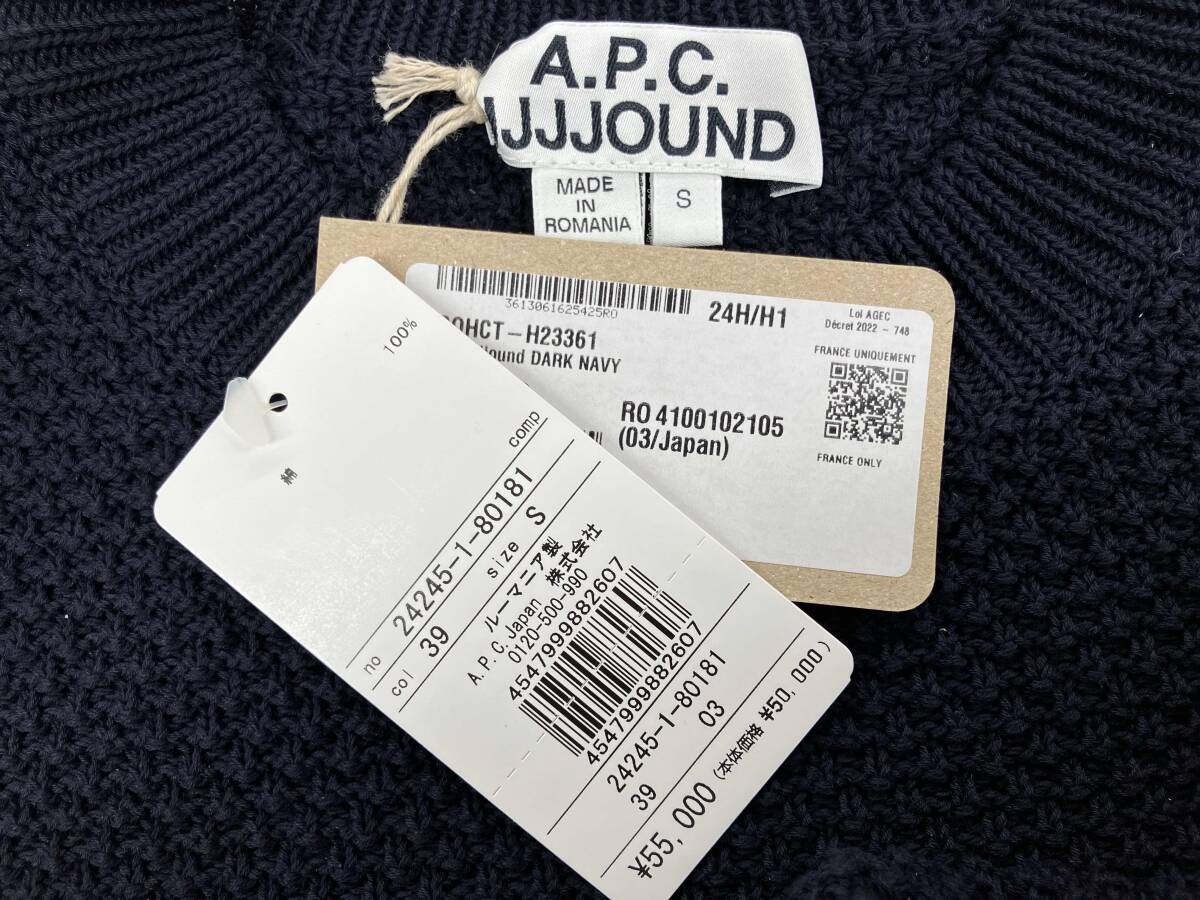 A.P.C.
JJJJOUND
MADE
IN
ROMANIA
S
3613061625425RO
24H/H1
Loi AGEC
Décret 2022 - 748
H23361
DARK NAVY
FRANCE UNIQUEMENT
RO 4100102105
(03/Japan)
FRANCE ONLY
100%
綿
comp
no 24245-1-80181
col 39 size S
ルーマニア製
A.P.C. Japan 株式会社
0120-500-990
4547999882607
4547999882607
24245-1-80181
39 03
¥55,000 (本体価格 ¥50,000)